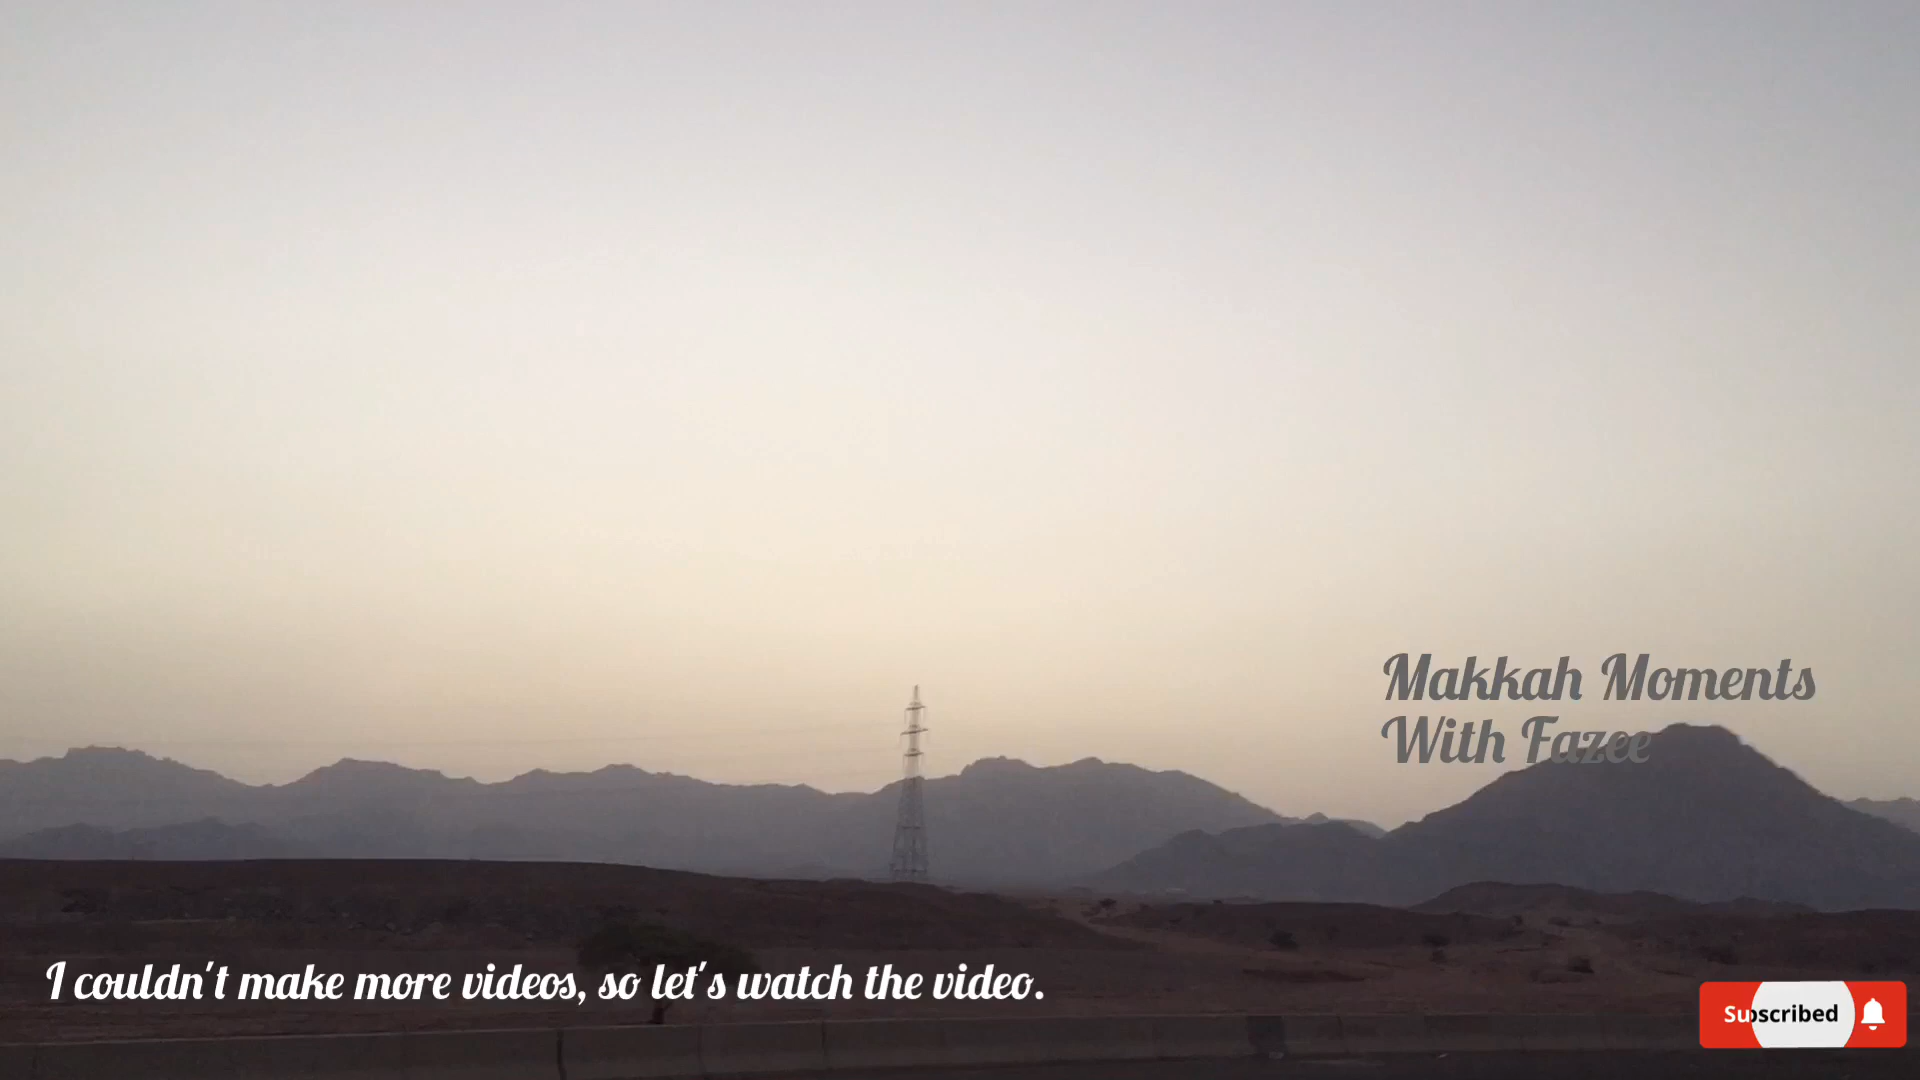 Makkah Moments
With Fazee
I couldn't make more videos, so let's watch the video.
Subscribed